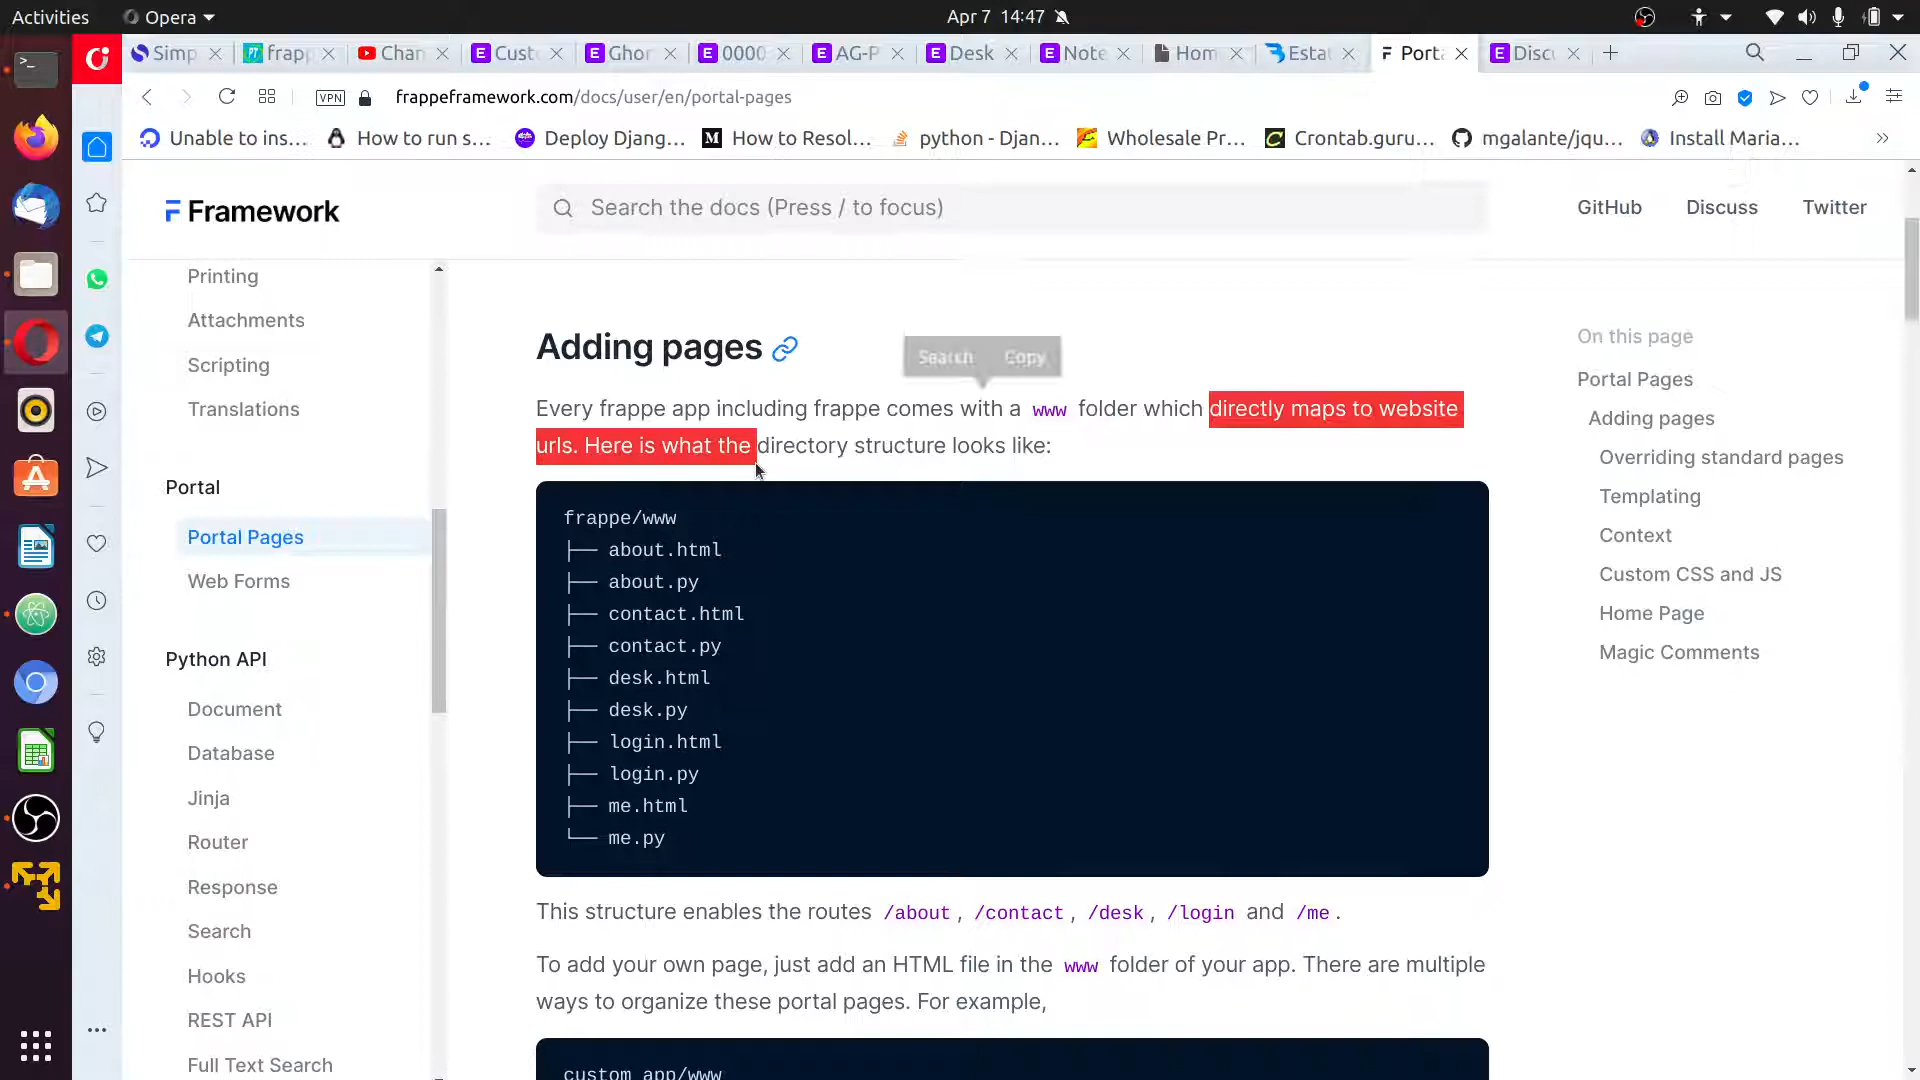 Activities
Opera
Apr 7 14:47
Simp
frap
Chan
Cust
Ghor
0000
AG-P
Desk
Note
Hom
Esta
Porta
Disc
VPN
frappeframework.com/docs/user/en/portal-pages
Unable to ins...
How to run s...
Deploy Djang...
How to Resol...
python - Djan...
Wholesale Pr...
Crontab.guru...
mgalante/jqu...
Install Maria...
Framework
Search the docs (Press / to focus)
GitHub
Discuss
Twitter
Printing
Attachments
Scripting
Translations
Portal
Portal Pages
Web Forms
Python API
Document
Database
Jinja
Router
Response
Search
Hooks
REST API
Full Text Search
Adding pages
Search Copy
Every frappe app including frappe comes with a www folder which directly maps to website
urls. Here is what the directory structure looks like:
frappe/www
├── about.html
├── about.py
├── contact.html
├── contact.py
├── desk.html
├── desk.py
├── login.html
├── login.py
├── me.html
└── me.py
This structure enables the routes /about, /contact, /desk, /login and /me.
To add your own page, just add an HTML file in the www folder of your app. There are multiple
ways to organize these portal pages. For example,
custom_app/www
On this page
Portal Pages
Adding pages
Overriding standard pages
Templating
Context
Custom CSS and JS
Home Page
Magic Comments